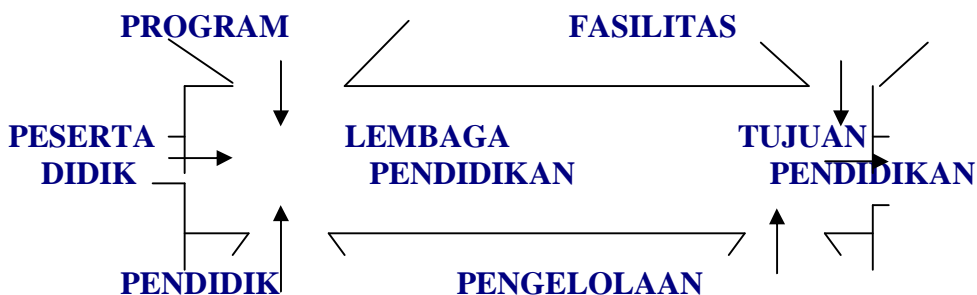 PROGRAM FASILITAS
PESERTA LEMBAGA TUJUAN
DIDIK PENDIDIKAN PENDIDIKAN
PENDIDIK PENGELOLAAN